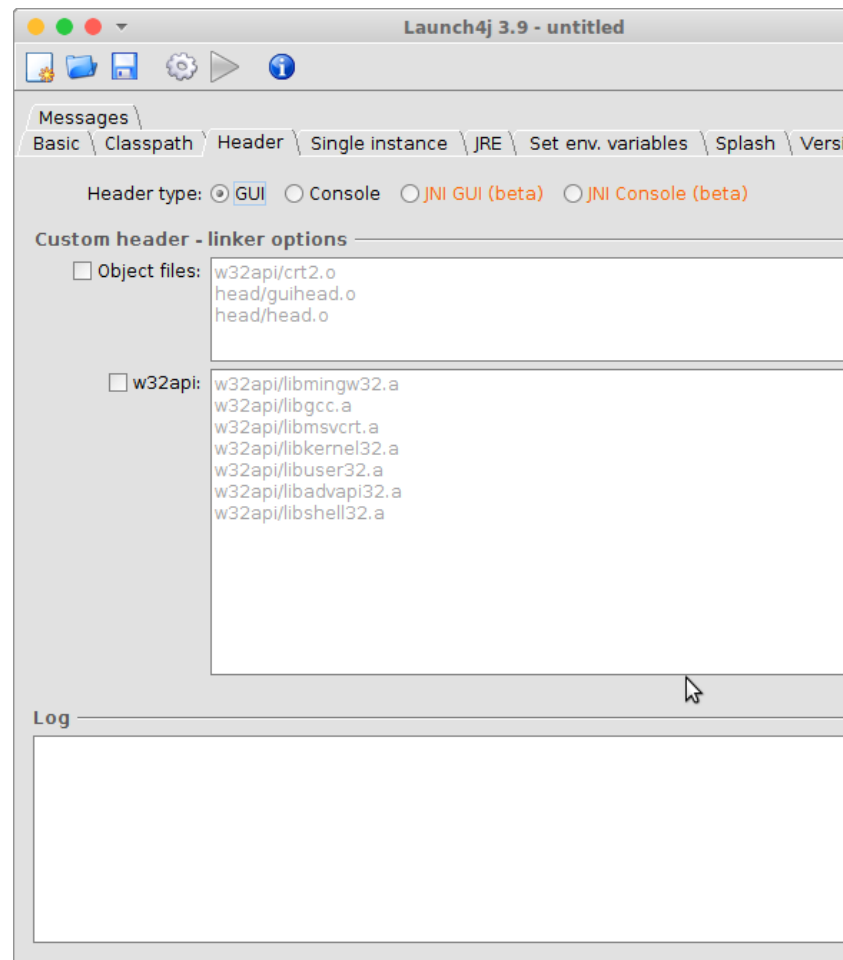 Launch4j 3.9 - untitled
Messages
Basic Classpath Header Single instance JRE Set env. variables Splash Versi
Header type: GUI Console JNI GUI (beta) JNI Console (beta)
Custom header - linker options
Object files:
w32api/crt2.o
head/guihead.o
head/head.o
w32api:
w32api/libmingw32.a
w32api/libgcc.a
w32api/libmsvcrt.a
w32api/libkernel32.a
w32api/libuser32.a
w32api/libadvapi32.a
w32api/libshell32.a
Log